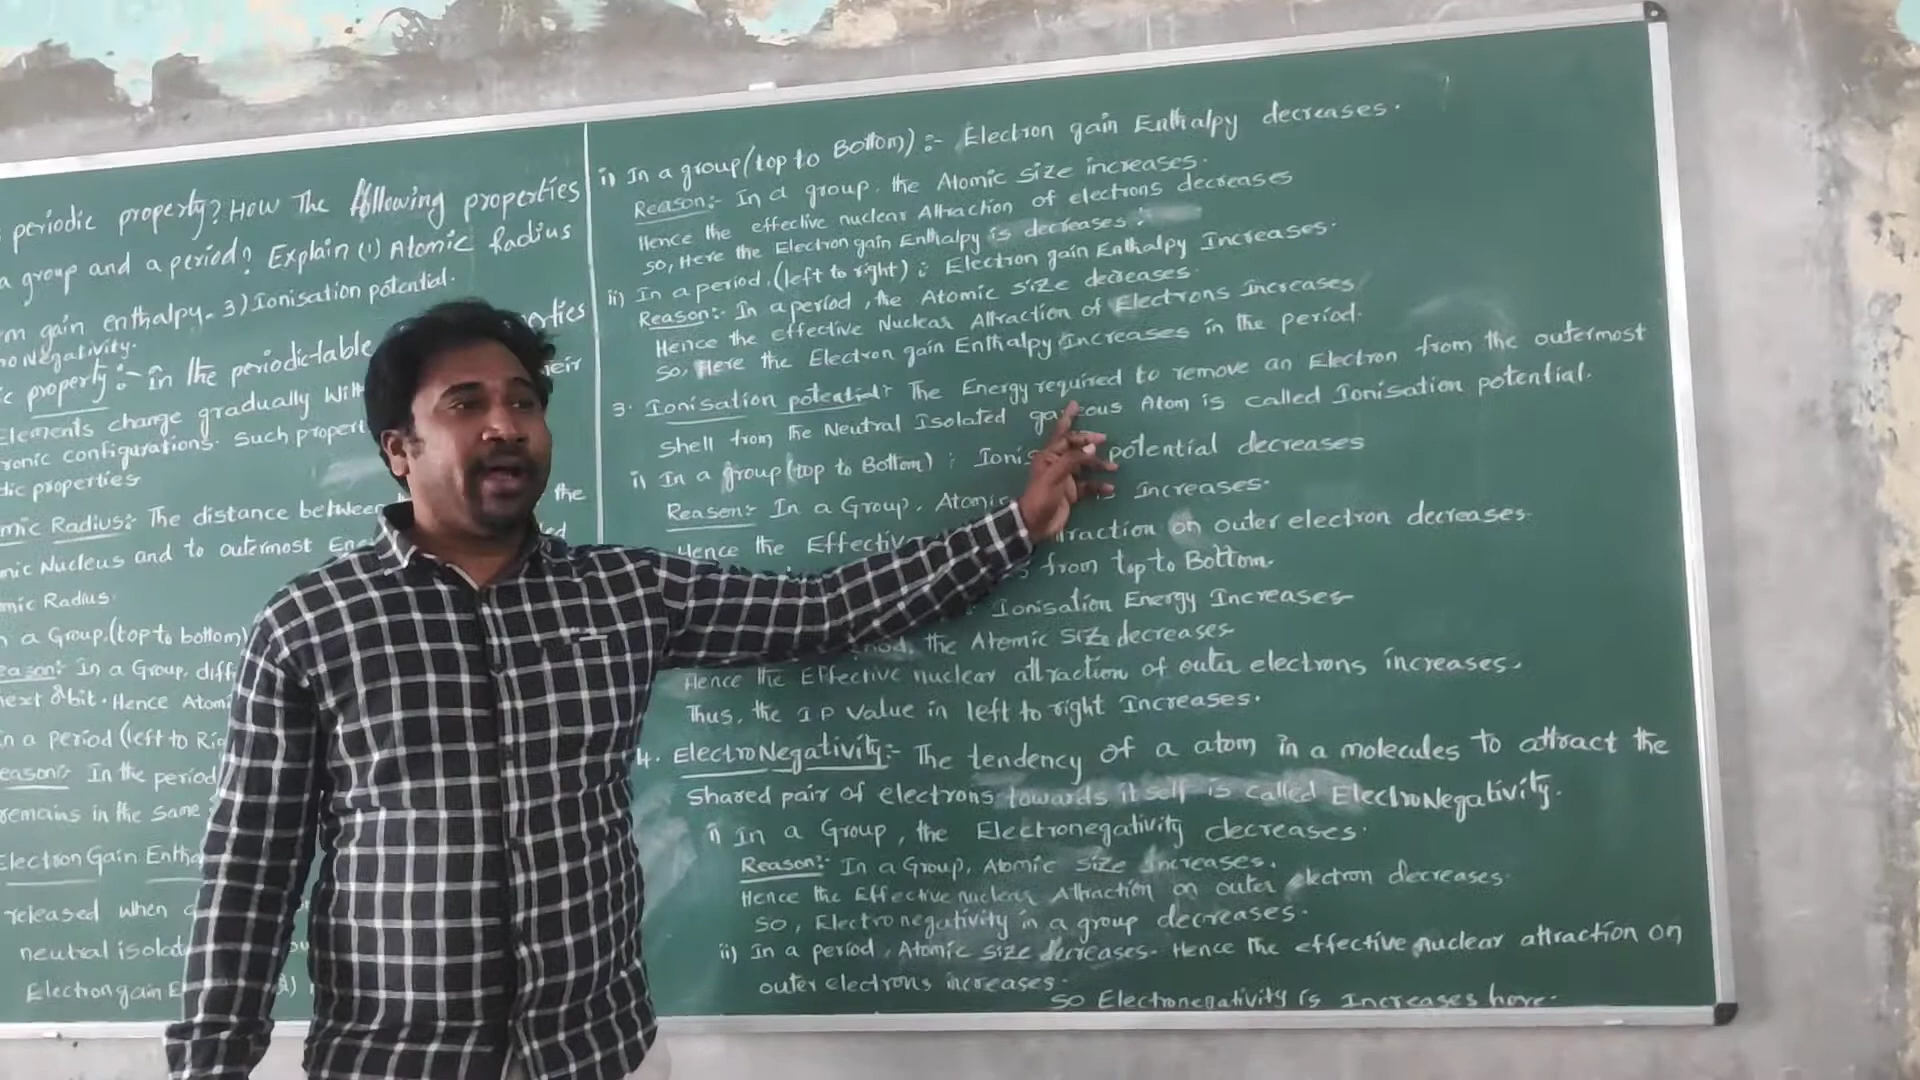 periodic property? How The following properties
a group and a period? Explain (1) Atomic Radius
gain enthalpy. 3) Ionisation potential.
Negativity.
property :- in the periodic table
Elements change gradually With
ronic configurations. Such propert
dic properties
mic Radius:- The distance between the
nic Nucleus and to outermost Ene
mic Radius.
a Group.(top to bottom)
eason:- In a Group, diff
next orbit. Hence Atomi
In a period (left to Rig
eason:- In the period
remains in the same
Electron Gain Entha
released when
neutral isolat
Electron gain E
i) In a group (top to Bottom) :- Electron gain Enthalpy decreases.
Reason:- In a group, the Atomic size increases.
Hence the effective nuclear Attraction of electrons decreases
so, Here the Electron gain Enthalpy is decreases.
ii) In a period.(left to right) : Electron gain Enthalpy Increases.
Reason:- In a period, the Atomic size decreases.
Hence the effective Nuclear Attraction of Electrons increases
So, Here the Electron gain Enthalpy increases in the period.
3. Ionisation potential:- The Energy required to remove an Electron from the outermost
Shell from the Neutral Isolated gaseous Atom is called Ionisation potential.
i) In a group (top to Bottom) : Ionis potential decreases
Reason:- In a Group, Atomic Increases.
Hence the Effectiv raction on outer electron decreases.
from top to Bottom.
Ionisation Energy Increases
the Atomic size decreases
Hence the Effective nuclear attraction of outer electrons increases.
Thus, the I P Value in left to right Increases.
4. ElectroNegativity:- The tendency of a atom in a molecules to attract the
Shared pair of electrons towards itself is called ElectroNegativity.
i) In a Group, the Electronegativity decreases.
Reason:- In a Group, Atomic size Increases.
Hence the Effective nuclear Attraction on outer electron decreases.
So, Electronegativity in a group decreases.
ii) In a period, Atomic size decreases. Hence the effective nuclear attraction on
outer electrons increases.
So Electronegativity is Increases here.